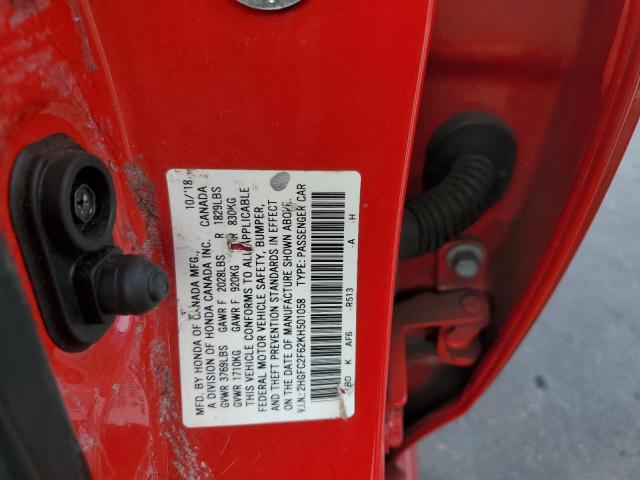 MFD. BY HONDA OF CANADA MFG., 10/'18
A DIVISION OF HONDA CANADA INC. CANADA
GVWR 3769LBS GAWR F 2028LBS R 1829LBS
GVWR 1710KG GAWR F 920KG R 830KG
THIS VEHICLE CONFORMS TO ALL APPLICABLE
FEDERAL MOTOR VEHICLE SAFETY, BUMPER,
AND THEFT PREVENTION STANDARDS IN EFFECT
ON THE DATE OF MANUFACTURE SHOWN ABOVE.
V.I.N.: 2HGFC2F62KH501058 TYPE: PASSENGER CAR
K AF6 -R513 -A -H